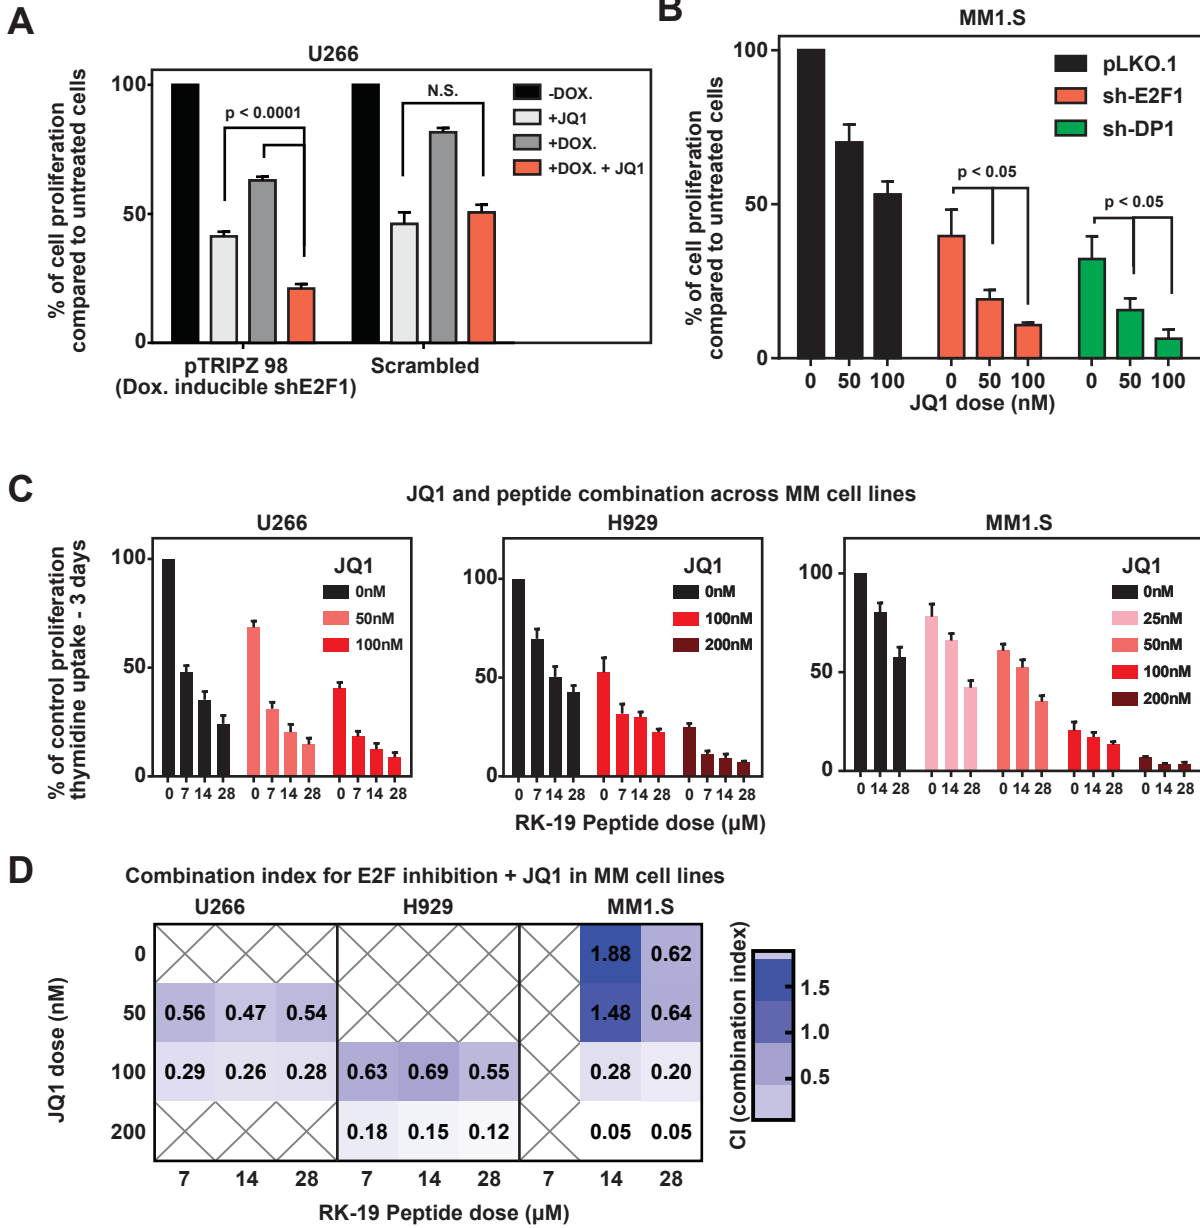 A
U266
% of cell proliferation
compared to untreated cells
100
50
0
p < 0.0001
N.S.
-DOX.
+JQ1
+DOX.
+DOX. + JQ1
pTRIPZ 98
(Dox. inducible shE2F1)
Scrambled
B
MM1.S
% of cell proliferation
compared to untreated cells
100
50
0
pLKO.1
sh-E2F1
sh-DP1
p < 0.05
p < 0.05
0 50 100 0 50 100 0 50 100
JQ1 dose (nM)
C
JQ1 and peptide combination across MM cell lines
% of control proliferation
thymidine uptake - 3 days
U266
100
50
0
JQ1
0nM
50nM
100nM
0 7 14 28 0 7 14 28 0 7 14 28
H929
100
50
0
JQ1
0nM
100nM
200nM
0 7 14 28 0 7 14 28 0 7 14 28
MM1.S
100
50
0
JQ1
0nM
25nM
50nM
100nM
200nM
0 14 28 0 14 28 0 14 28 0 14 28 0 14 28
RK-19 Peptide dose (µM)
D
Combination index for E2F inhibition + JQ1 in MM cell lines
U266 H929 MM1.S
JQ1 dose (nM)
0 1.88 0.62
50 0.56 0.47 0.54 1.48 0.64
100 0.29 0.26 0.28 0.63 0.69 0.55 0.28 0.20
200 0.18 0.15 0.12 0.05 0.05
7 14 28 7 14 28 7 14 28
RK-19 Peptide dose (µM)
CI (combination index)
1.5
1.0
0.5